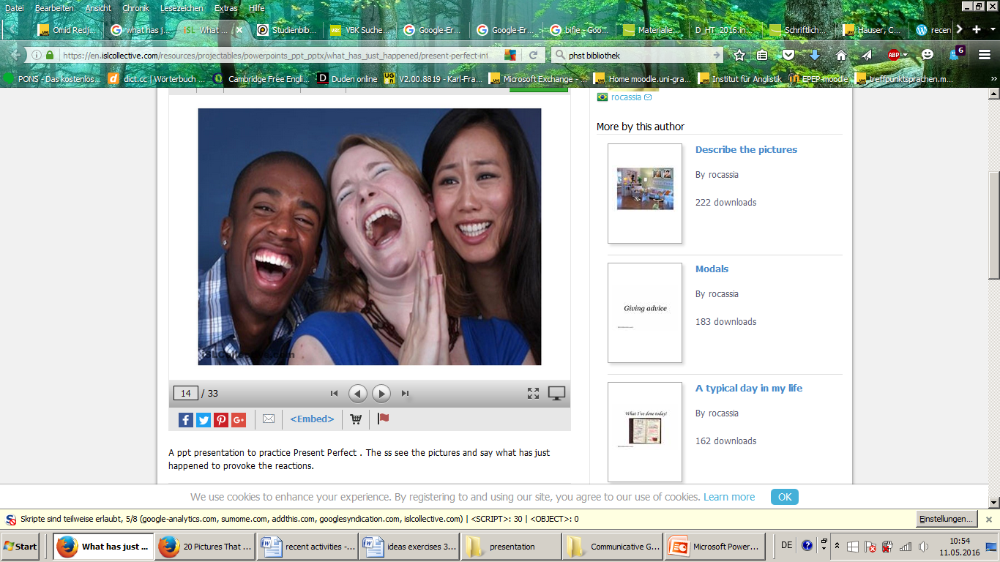 Datei Bearbeiten Ansicht Chronik Lesezeichen Extras Hilfe
Omid Redj... what has j... iSL What ... Studienbib... VBK VBK Suche... Google-Er... Google-Er... bifie - Goo... Materialie... D_HT_2016.in... Schriftlich... Hauser, C... recen
https://en.islcollective.com/resources/projectables/powerpoints_ppt_pptx/what_has_just_happened/present-perfect-int
phst bibliothek
ABP
6
PONS - Das kostenlos... dict.cc | Wörterbuch ... Cambridge Free Engli... Duden online V2.00.8819 - Karl-Fra... Microsoft Exchange - ... Home moodle.uni-gra... Institut für Anglistik EPEP-moodle treffpunktsprachen.m...
rocassia
More by this author
Describe the pictures
By rocassia
222 downloads
Modals
By rocassia
183 downloads
Giving advice
A typical day in my life
By rocassia
162 downloads
What I've done today!
14 / 33
<Embed>
A ppt presentation to practice Present Perfect . The ss see the pictures and say what has just
happened to provoke the reactions.
We use cookies to enhance your experience. By registering to and using our site, you agree to our use of cookies. Learn more OK
Skripte sind teilweise erlaubt, 5/8 (google-analytics.com, sumome.com, addthis.com, googlesyndication.com, islcollective.com) | <SCRIPT>: 30 | <OBJECT>: 0 Einstellungen...
Start What has just ... 20 Pictures That ... recent activities -... ideas exercises 3... presentation Communicative G... Microsoft Power... DE 10:54
11.05.2016